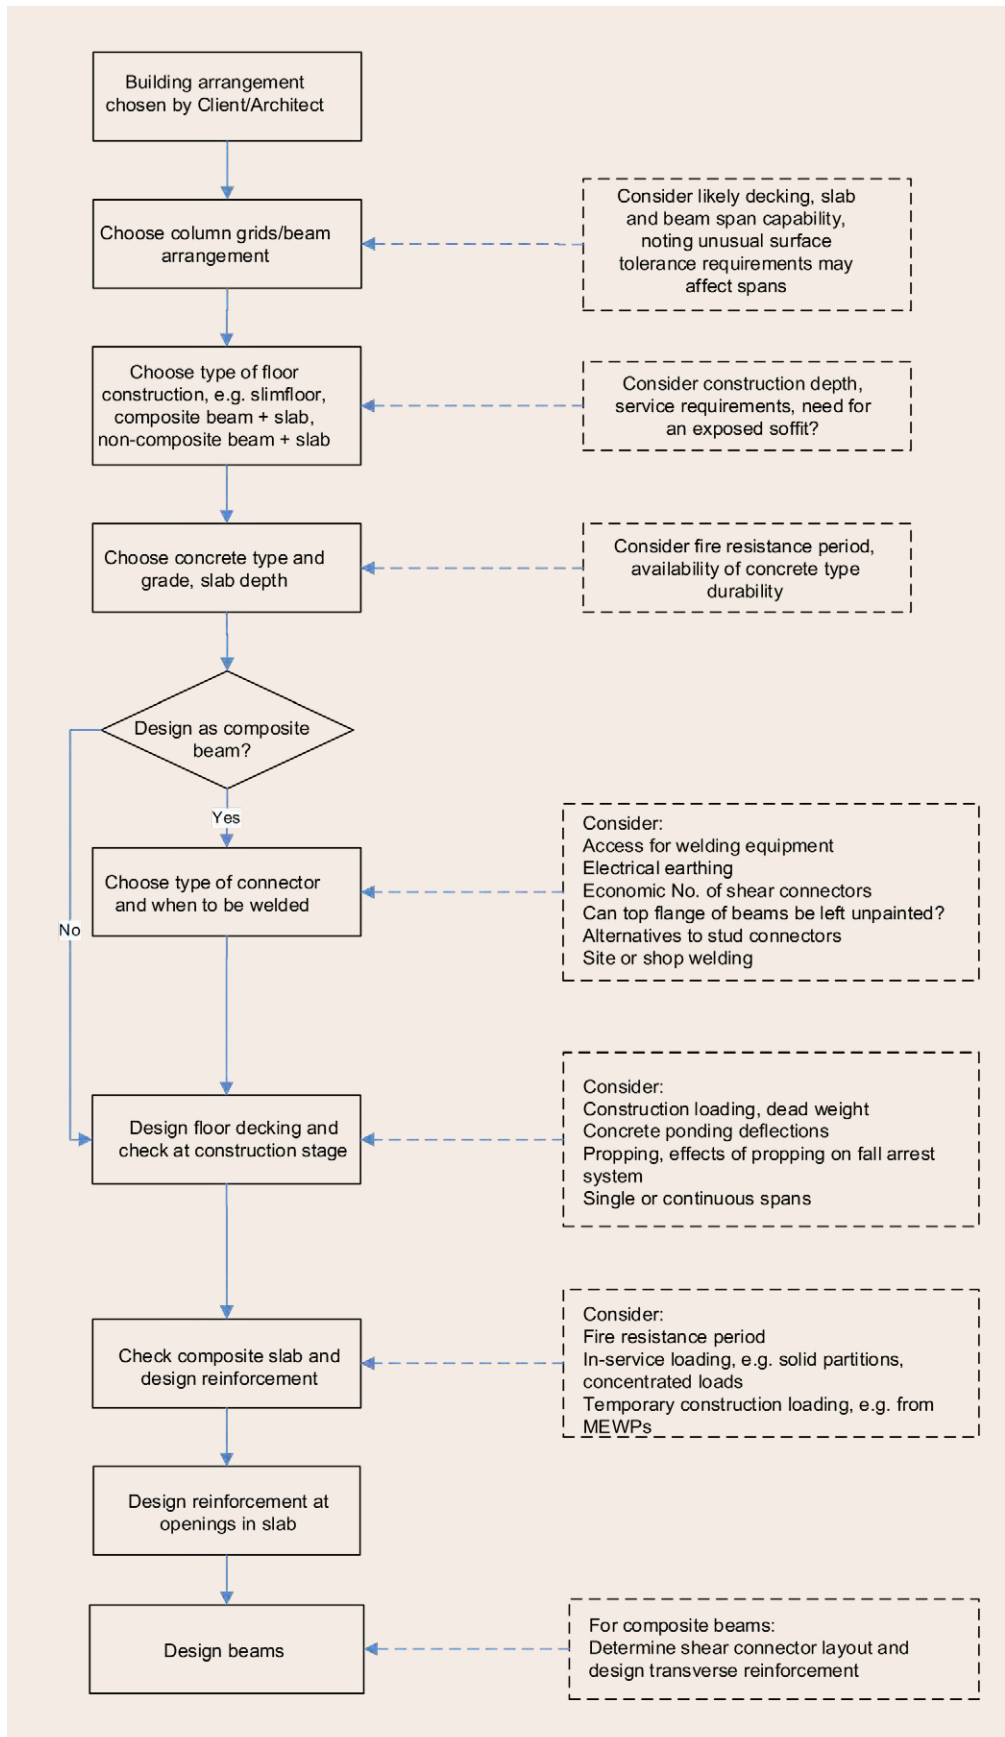 Building arrangement
chosen by Client/Architect
Choose column grids/beam
arrangement
Consider likely decking, slab
and beam span capability,
noting unusual surface
tolerance requirements may
affect spans
Choose type of floor
construction, e.g. slimfloor,
composite beam + slab,
non-composite beam + slab
Consider construction depth,
service requirements, need for
an exposed soffit?
Choose concrete type and
grade, slab depth
Consider fire resistance period,
availability of concrete type
durability
Design as composite
beam?
Yes
No
Choose type of connector
and when to be welded
Consider:
Access for welding equipment
Electrical earthing
Economic No. of shear connectors
Can top flange of beams be left unpainted?
Alternatives to stud connectors
Site or shop welding
Design floor decking and
check at construction stage
Consider:
Construction loading, dead weight
Concrete ponding deflections
Propping, effects of propping on fall arrest
system
Single or continuous spans
Check composite slab and
design reinforcement
Consider:
Fire resistance period
In-service loading, e.g. solid partitions,
concentrated loads
Temporary construction loading, e.g. from
MEWPs
Design reinforcement at
openings in slab
Design beams
For composite beams:
Determine shear connector layout and
design transverse reinforcement